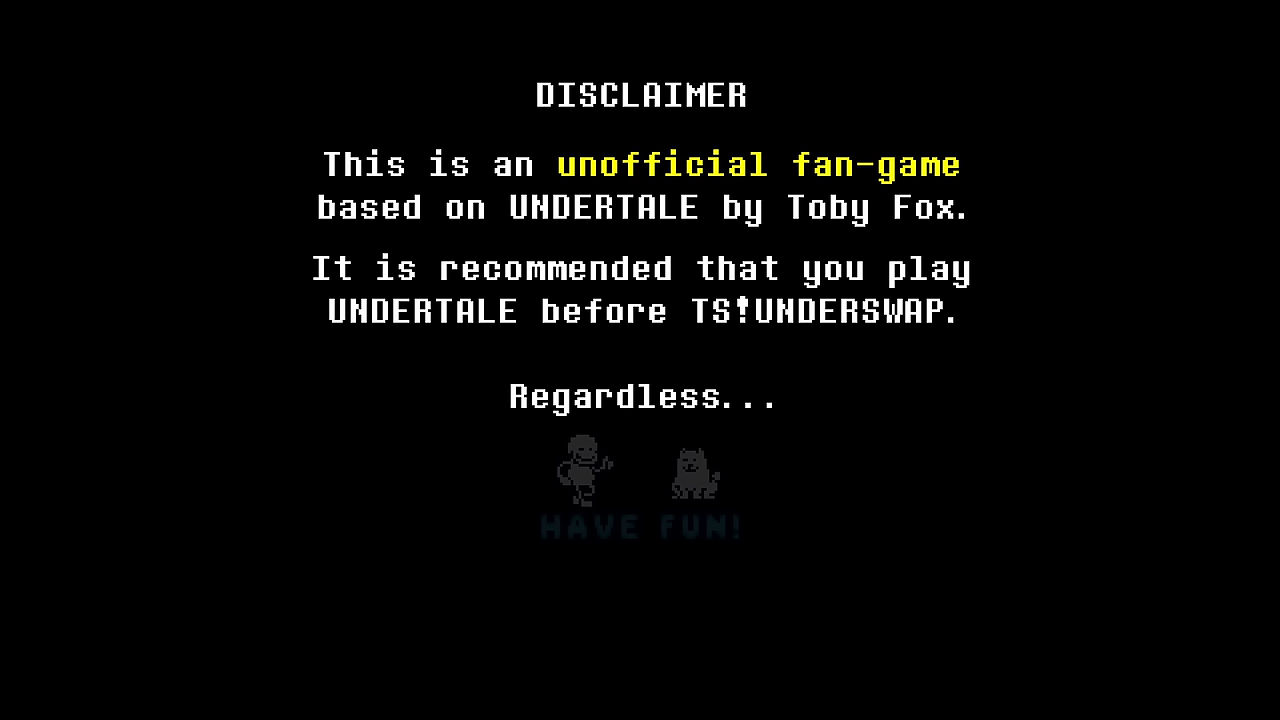 DISCLAIMER
This is an unofficial fan-game
based on UNDERTALE by Toby Fox.
It is recommended that you play
UNDERTALE before TS!UNDERSWAP.
Regardless...
HAVE FUN!